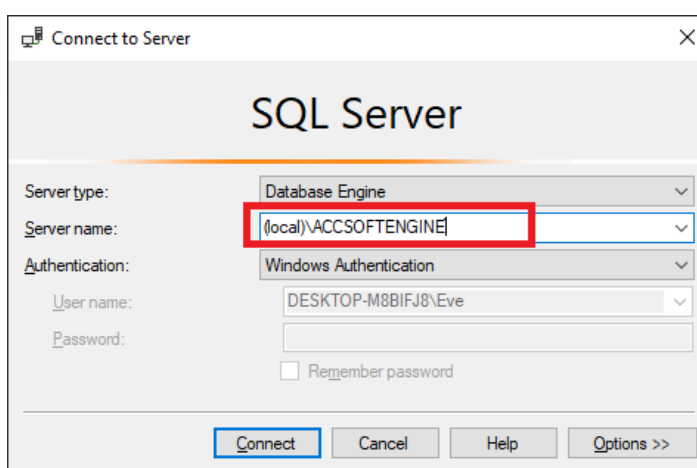 Connect to Server
SQL Server
Server type: Database Engine
Server name: (local)\ACCSOFTENGINE
Authentication: Windows Authentication
User name: DESKTOP-M8BIFJ8\Eve
Password:
Remember password
Connect Cancel Help Options >>